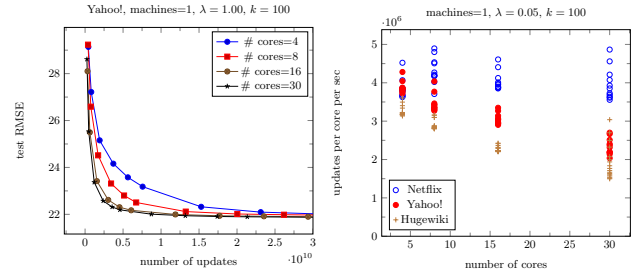 Yahoo!, machines=1, λ = 1.00, k = 100
test RMSE
28
26
24
22
0
0.5
1
1.5
2
2.5
3
·10¹⁰
number of updates
# cores=4
# cores=8
# cores=16
# cores=30
machines=1, λ = 0.05, k = 100
·10⁶
updates per core per sec
5
4
3
2
1
0
5
10
15
20
25
30
number of cores
Netflix
Yahoo!
Hugewiki